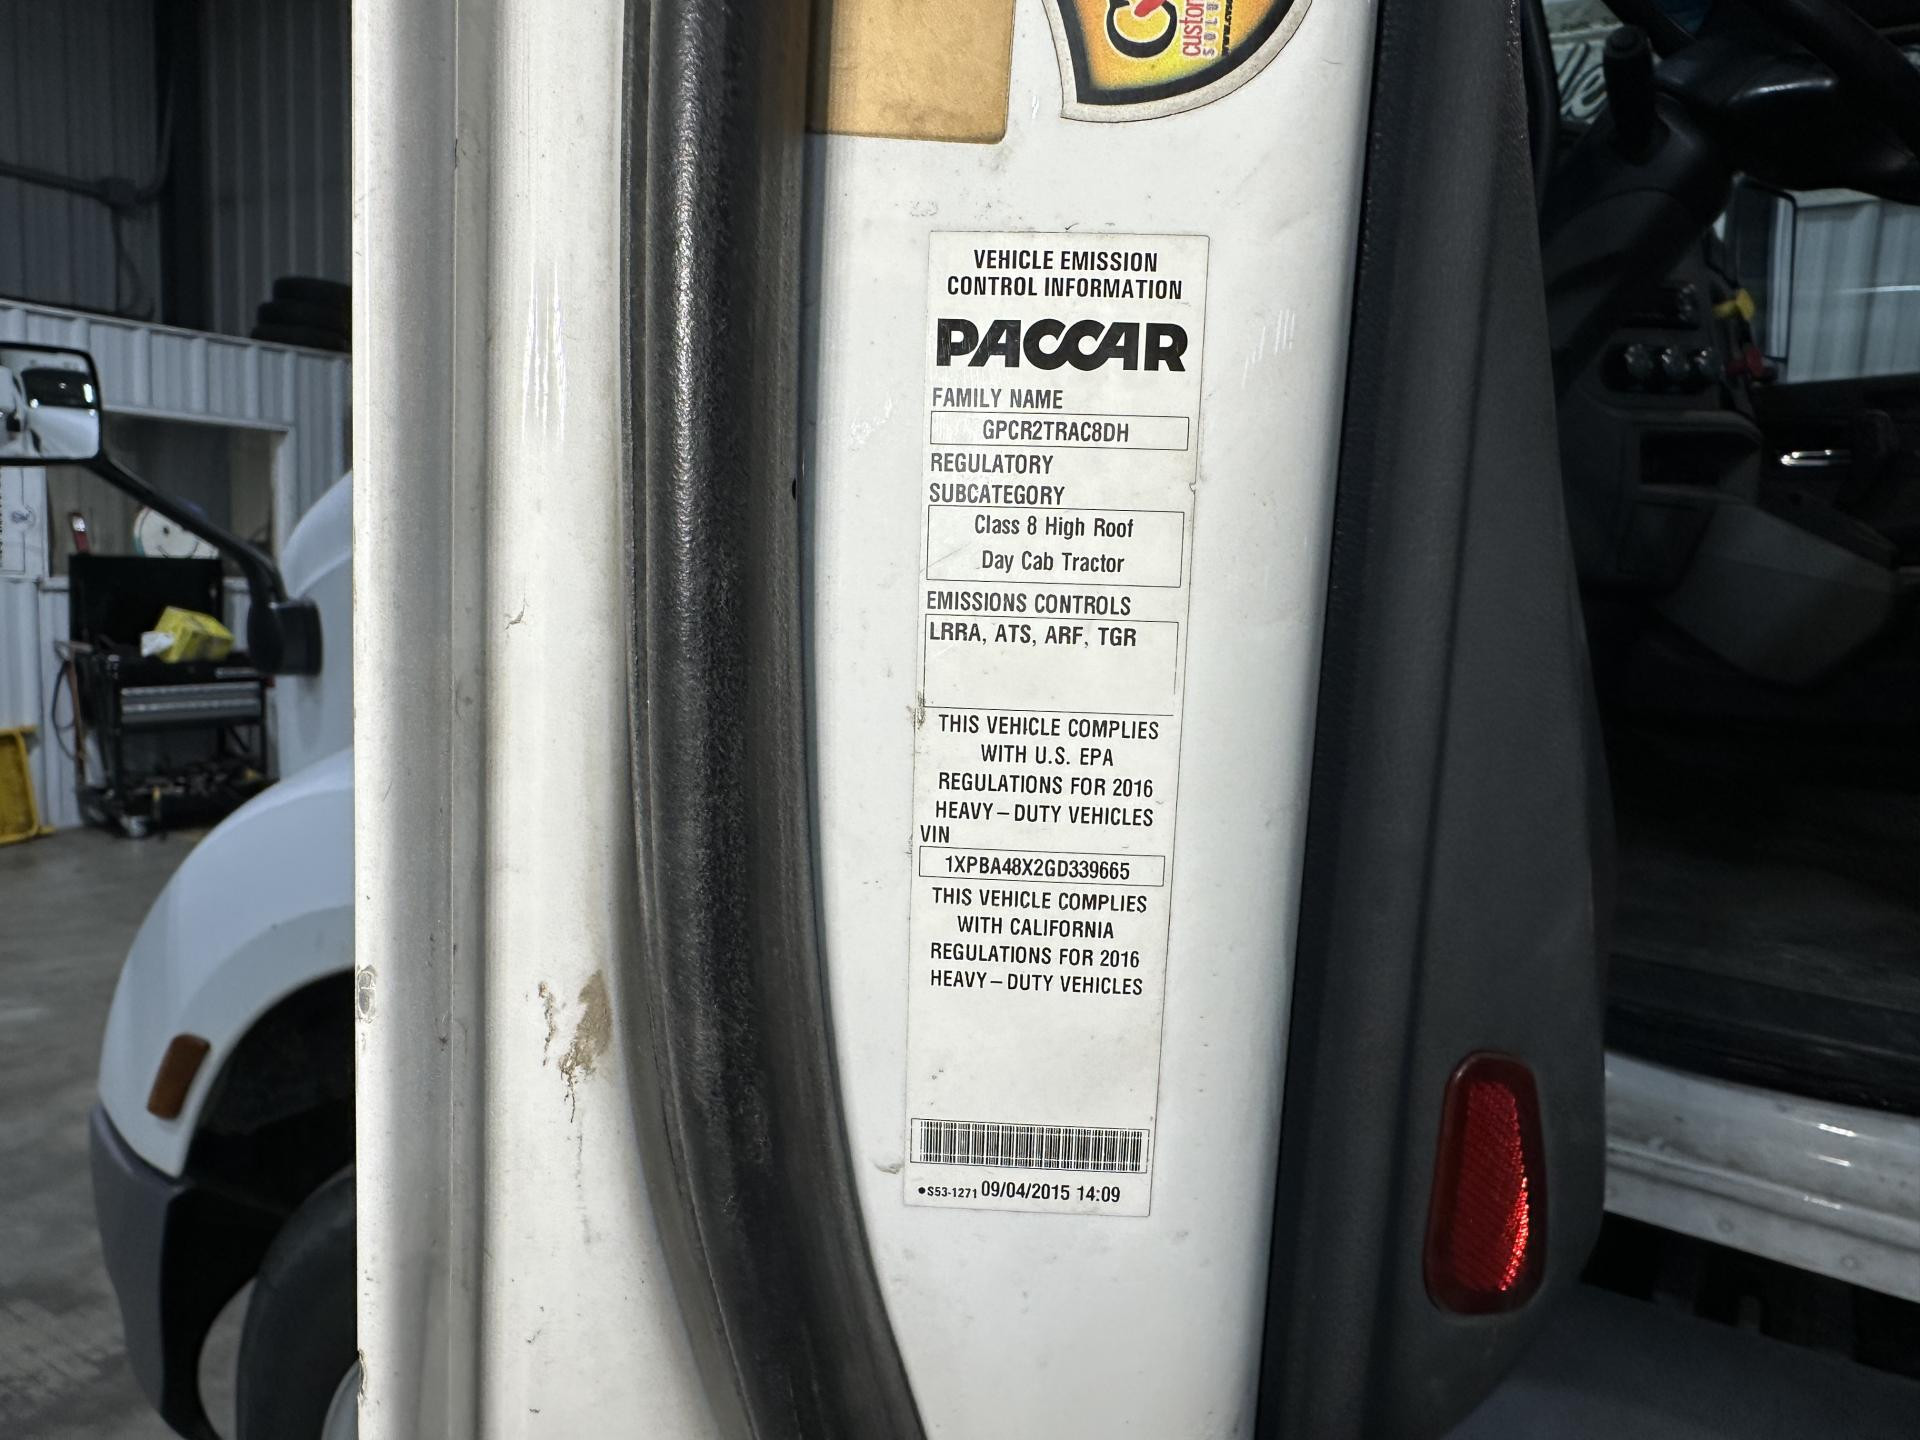 VEHICLE EMISSION
CONTROL INFORMATION
PACCAR
FAMILY NAME
GPCR2TRAC8DH
REGULATORY
SUBCATEGORY
Class 8 High Roof
Day Cab Tractor
EMISSIONS CONTROLS
LRRA, ATS, ARF, TGR
THIS VEHICLE COMPLIES
WITH U.S. EPA
REGULATIONS FOR 2016
HEAVY–DUTY VEHICLES
VIN
1XPBA48X2GD339665
THIS VEHICLE COMPLIES
WITH CALIFORNIA
REGULATIONS FOR 2016
HEAVY–DUTY VEHICLES
●S53-1271 09/04/2015 14:09